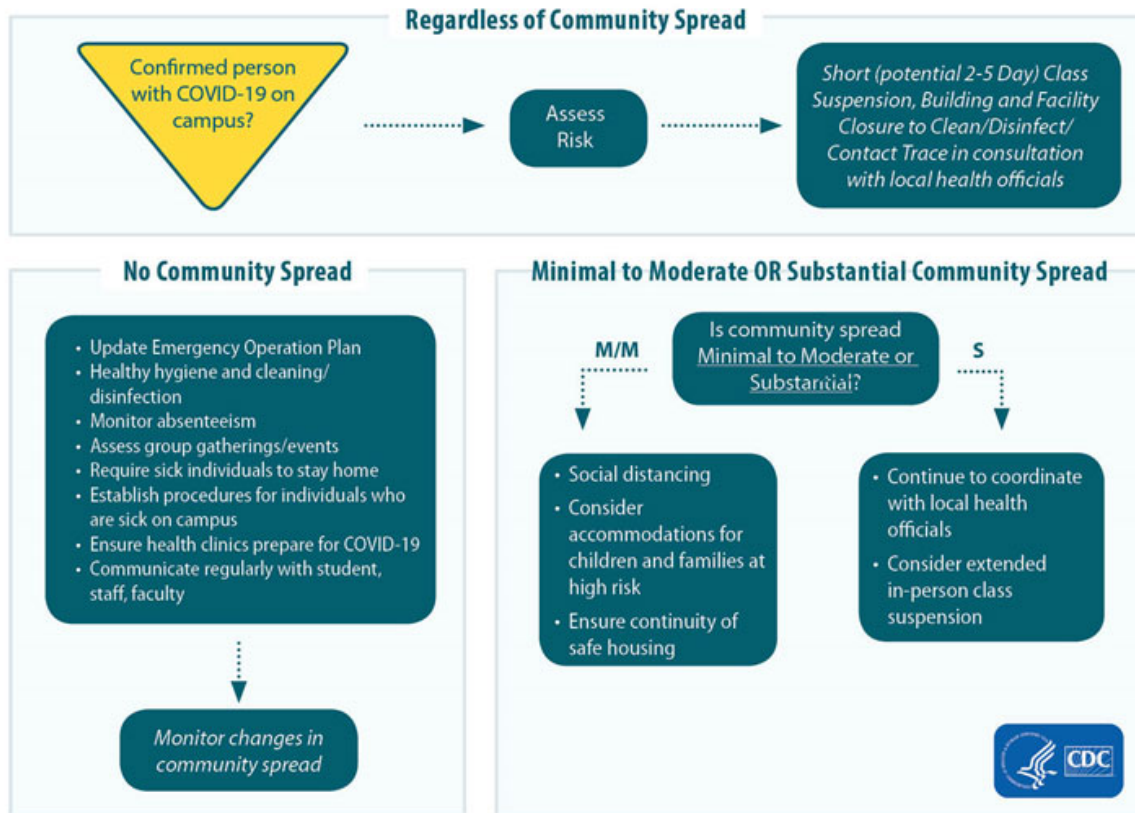 Regardless of Community Spread
Confirmed person
with COVID-19 on
campus?
Assess
Risk
Short (potential 2-5 Day) Class
Suspension, Building and Facility
Closure to Clean/Disinfect/
Contact Trace in consultation
with local health officials
No Community Spread
• Update Emergency Operation Plan
• Healthy hygiene and cleaning/
disinfection
• Monitor absenteeism
• Assess group gatherings/events
• Require sick individuals to stay home
• Establish procedures for individuals who
are sick on campus
• Ensure health clinics prepare for COVID-19
• Communicate regularly with student,
staff, faculty
Monitor changes in
community spread
Minimal to Moderate OR Substantial Community Spread
Is community spread
Minimal to Moderate or
Substantial?
M/M
S
• Social distancing
• Consider
accommodations for
children and families at
high risk
• Ensure continuity of
safe housing
• Continue to coordinate
with local health
officials
• Consider extended
in-person class
suspension
CDC